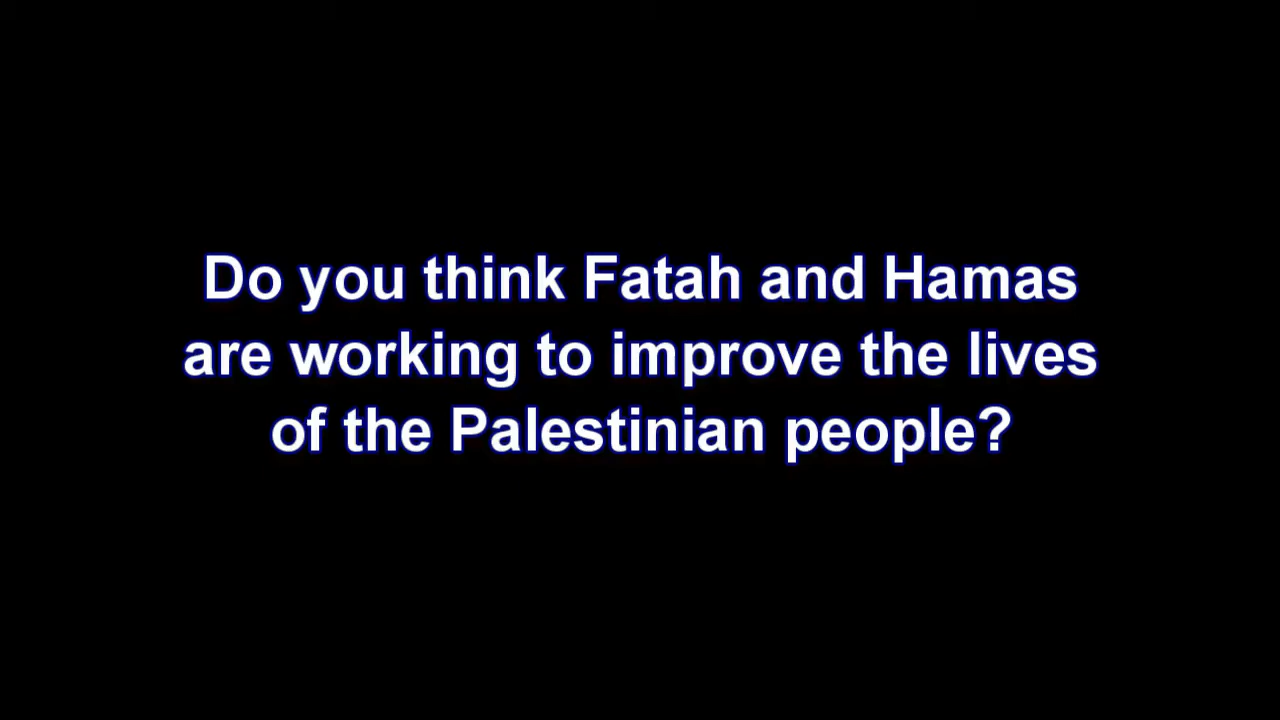 Do you think Fatah and Hamas
are working to improve the lives
of the Palestinian people?